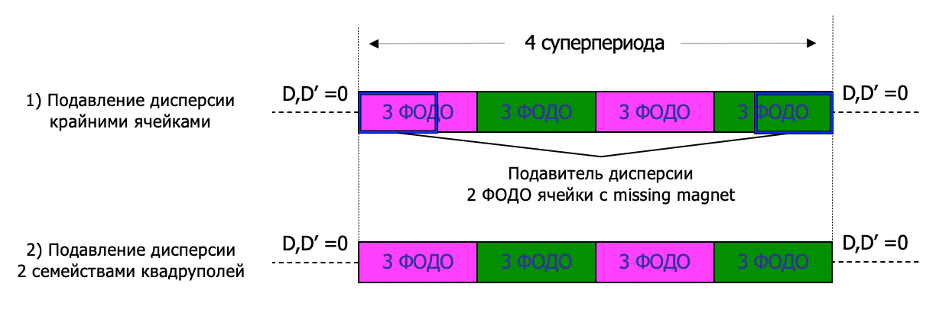 4 суперпериода
1) Подавление дисперсии
крайними ячейками
D,D′ =0
3 ФОДО
3 ФОДО
3 ФОДО
3 ФОДО
D,D′ =0
Подавитель дисперсии
2 ФОДО ячейки с missing magnet
2) Подавление дисперсии
2 семействами квадруполей
D,D′ =0
3 ФОДО
3 ФОДО
3 ФОДО
3 ФОДО
D,D′ =0